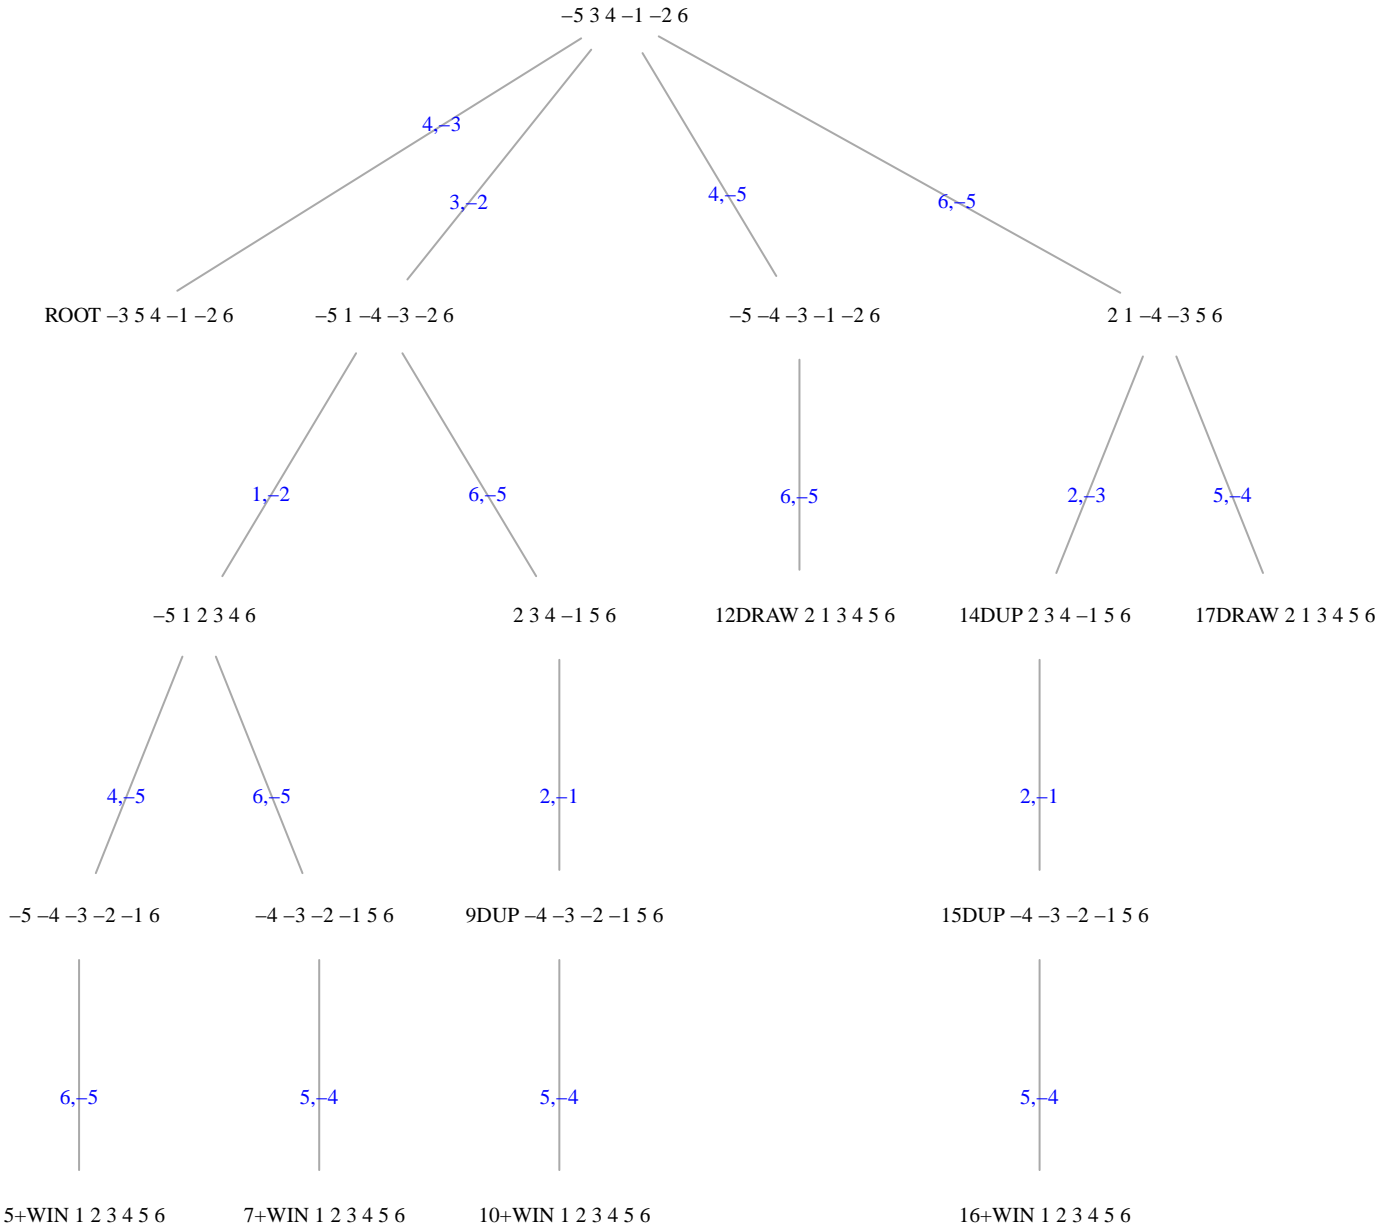 –5 3 4 –1 –2 6
4,–3
3,–2
4,–5
6,–5
ROOT –3 5 4 –1 –2 6
–5 1 –4 –3 –2 6
–5 –4 –3 –1 –2 6
2 1 –4 –3 5 6
1,–2
6,–5
6,–5
2,–3
5,–4
–5 1 2 3 4 6
2 3 4 –1 5 6
12DRAW 2 1 3 4 5 6
14DUP 2 3 4 –1 5 6
17DRAW 2 1 3 4 5 6
4,–5
6,–5
2,–1
2,–1
–5 –4 –3 –2 –1 6
–4 –3 –2 –1 5 6
9DUP –4 –3 –2 –1 5 6
15DUP –4 –3 –2 –1 5 6
6,–5
5,–4
5,–4
5,–4
5+WIN 1 2 3 4 5 6
7+WIN 1 2 3 4 5 6
10+WIN 1 2 3 4 5 6
16+WIN 1 2 3 4 5 6